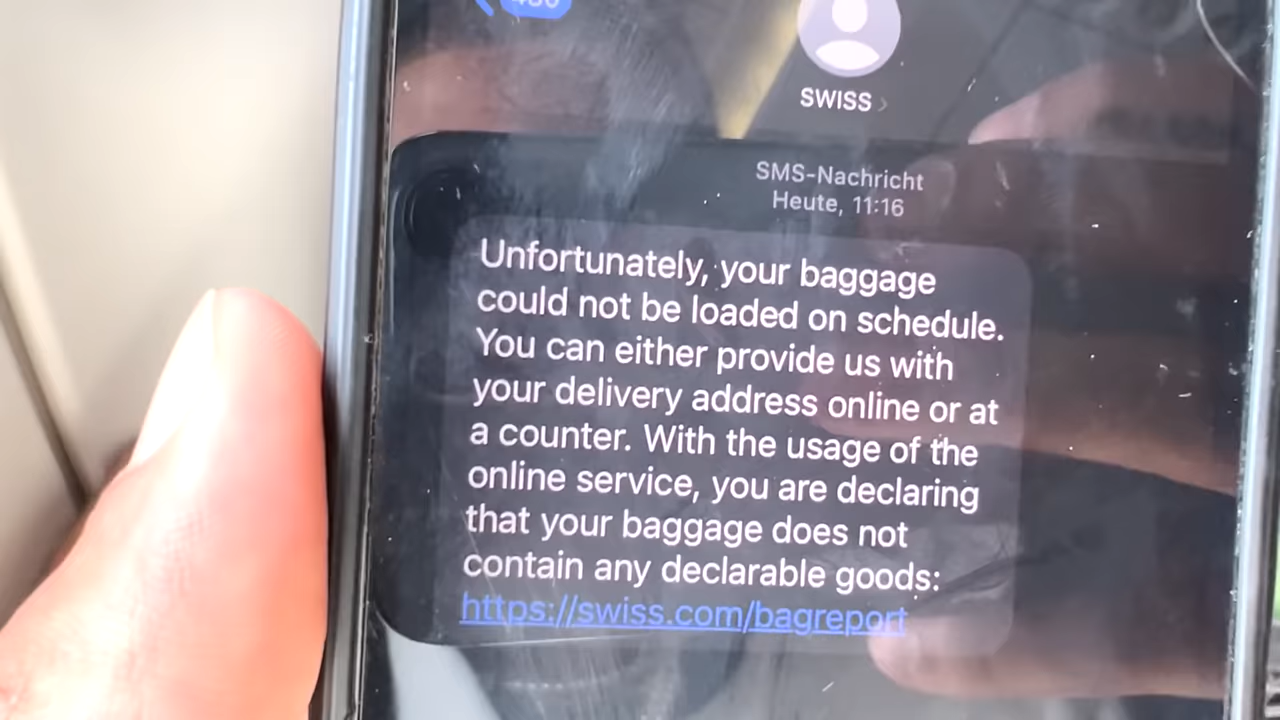 SWISS
SMS-Nachricht
Heute, 11:16
Unfortunately, your baggage
could not be loaded on schedule.
You can either provide us with
your delivery address online or at
a counter. With the usage of the
online service, you are declaring
that your baggage does not
contain any declarable goods:
https://swiss.com/bagreport